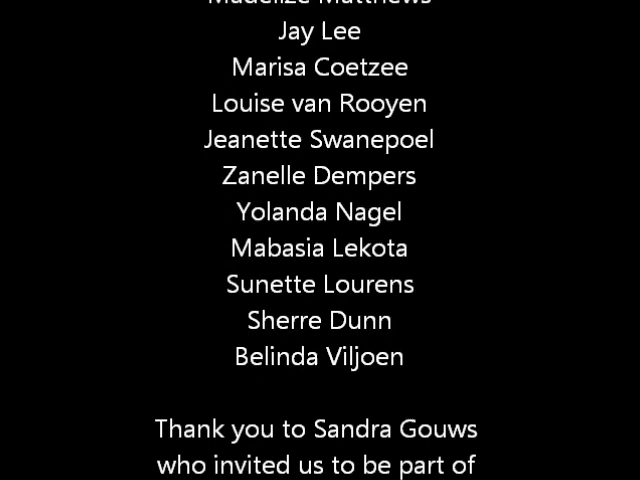 Madelize Matthews
Jay Lee
Marisa Coetzee
Louise van Rooyen
Jeanette Swanepoel
Zanelle Dempers
Yolanda Nagel
Mabasia Lekota
Sunette Lourens
Sherre Dunn
Belinda Viljoen
Thank you to Sandra Gouws
who invited us to be part of